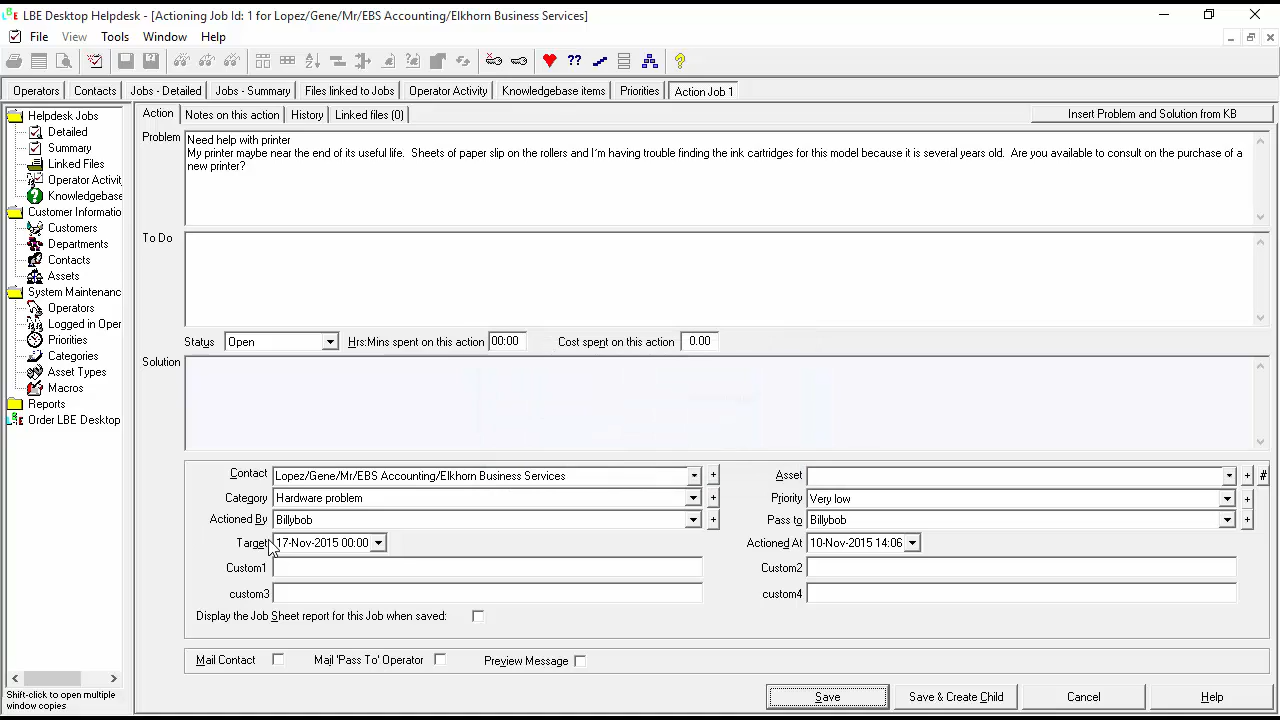 LBE Desktop Helpdesk - [Actioning Job Id: 1 for Lopez/Gene/Mr/EBS Accounting/Elkhorn Business Services]
File View Tools Window Help
Operators Contacts Jobs - Detailed Jobs - Summary Files linked to Jobs Operator Activity Knowledgebase items Priorities Action Job 1
Helpdesk Jobs
Detailed
Summary
Linked Files
Operator Activit
Knowledgebase
Customer Informatio
Customers
Departments
Contacts
Assets
System Maintenanc
Operators
Logged in Oper
Priorities
Categories
Asset Types
Macros
Reports
Order LBE Desktop
Shift-click to open multiple
window copies
Action Notes on this action History Linked files (0) Insert Problem and Solution from KB
Problem
Need help with printer
My printer maybe near the end of its useful life. Sheets of paper slip on the rollers and I´m having trouble finding the ink cartridges for this model because it is several years old. Are you available to consult on the purchase of a
new printer?
To Do
Status Open Hrs:Mins spent on this action 00:00 Cost spent on this action 0.00
Solution
Contact Lopez/Gene/Mr/EBS Accounting/Elkhorn Business Services + Asset + #
Category Hardware problem + Priority Very low +
Actioned By Billybob + Pass to Billybob +
Target 17-Nov-2015 00:00 Actioned At 10-Nov-2015 14:06
Custom1 Custom2
custom3 custom4
Display the Job Sheet report for this Job when saved:
Mail Contact Mail 'Pass To' Operator Preview Message
Save Save & Create Child Cancel Help